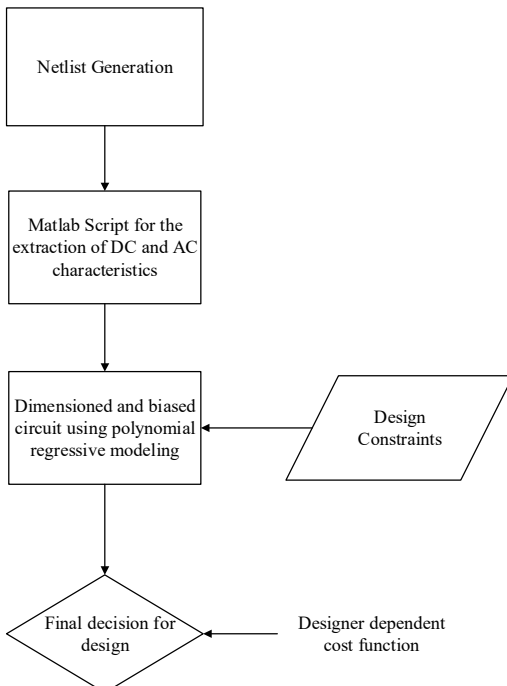 Netlist Generation
Matlab Script for the
extraction of DC and AC
characteristics
Dimensioned and biased
circuit using polynomial
regressive modeling
Design
Constraints
Final decision for
design
Designer dependent
cost function